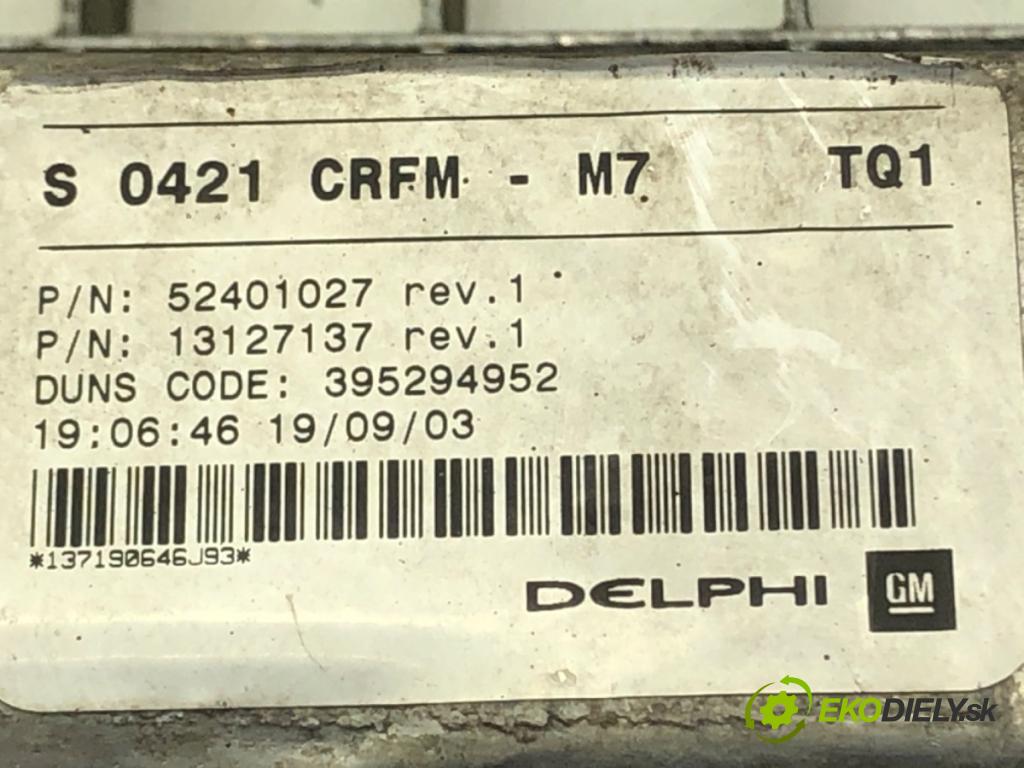 S 0421 CRFM - M7 TQ1
P/N: 52401027 rev.1
P/N: 13127137 rev.1
DUNS CODE: 395294952
19:06:46 19/09/03
*137190646J93*
DELPHI GM
EKODIELY.sk